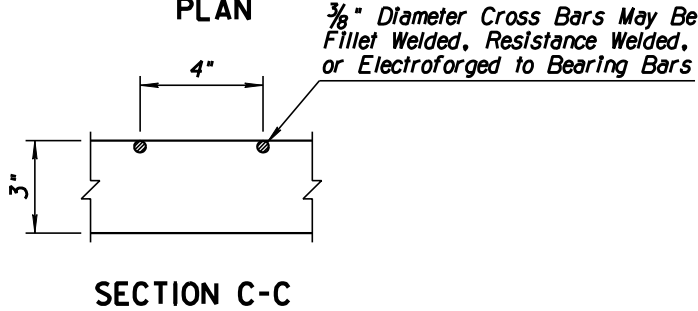 PLAN
3/8" Diameter Cross Bars May Be
Fillet Welded, Resistance Welded,
or Electroforged to Bearing Bars
4"
3"
SECTION C-C